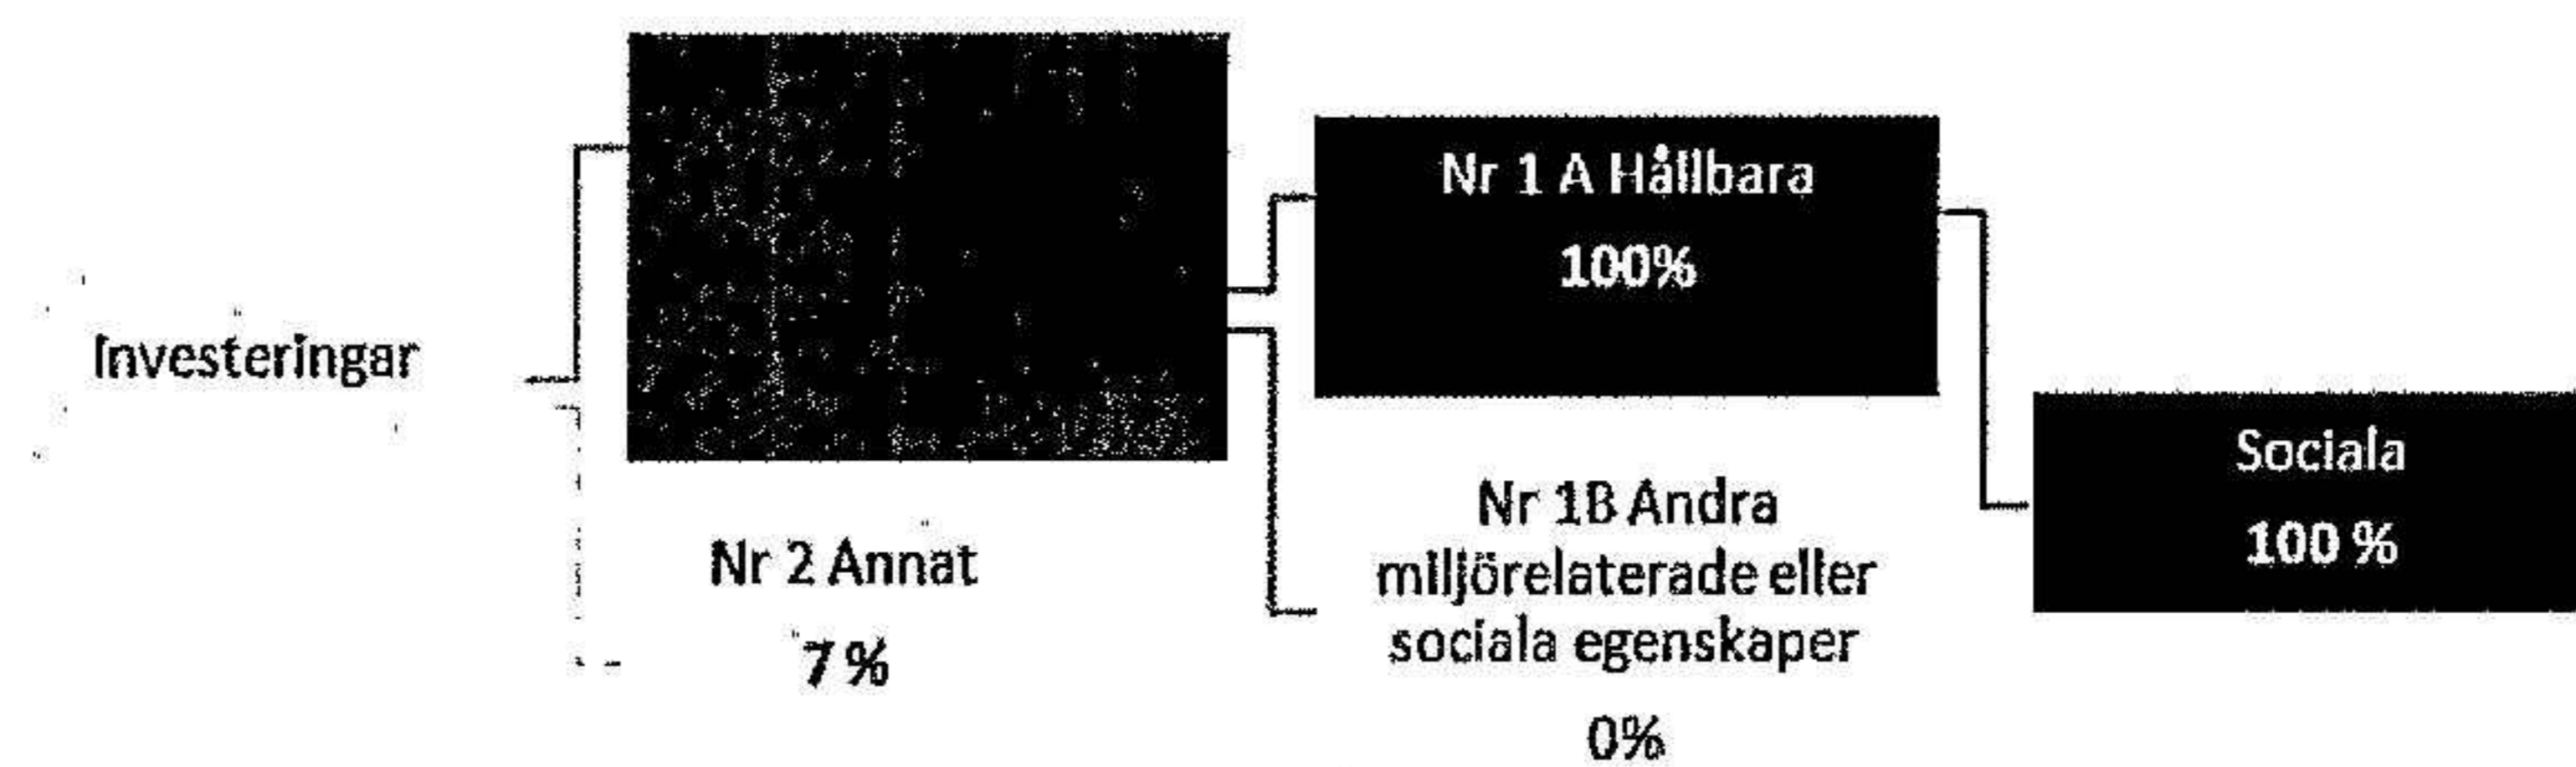 Investeringar
Nr 2 Annat
7 %
Nr 1 A Hållbara
100%
Nr 1B Andra
miljörelaterade eller
sociala egenskaper
0%
Sociala
100 %